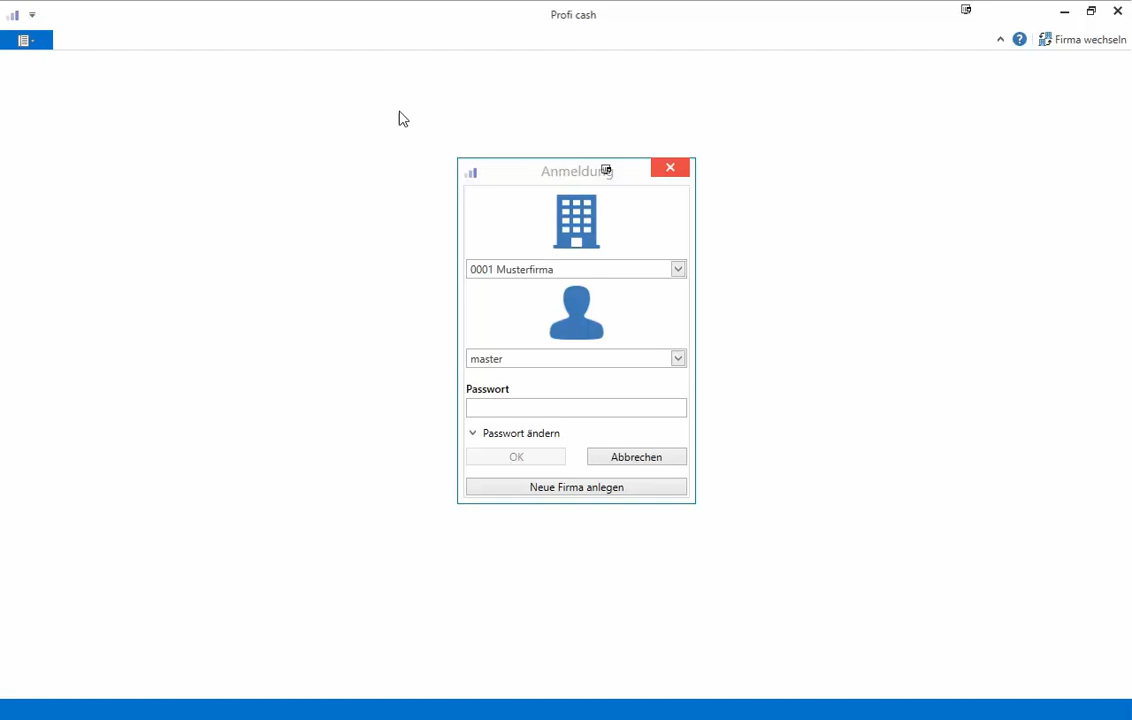 Profi cash
Firma wechseln
Anmeldung
0001 Musterfirma
master
Passwort
Passwort ändern
OK
Abbrechen
Neue Firma anlegen